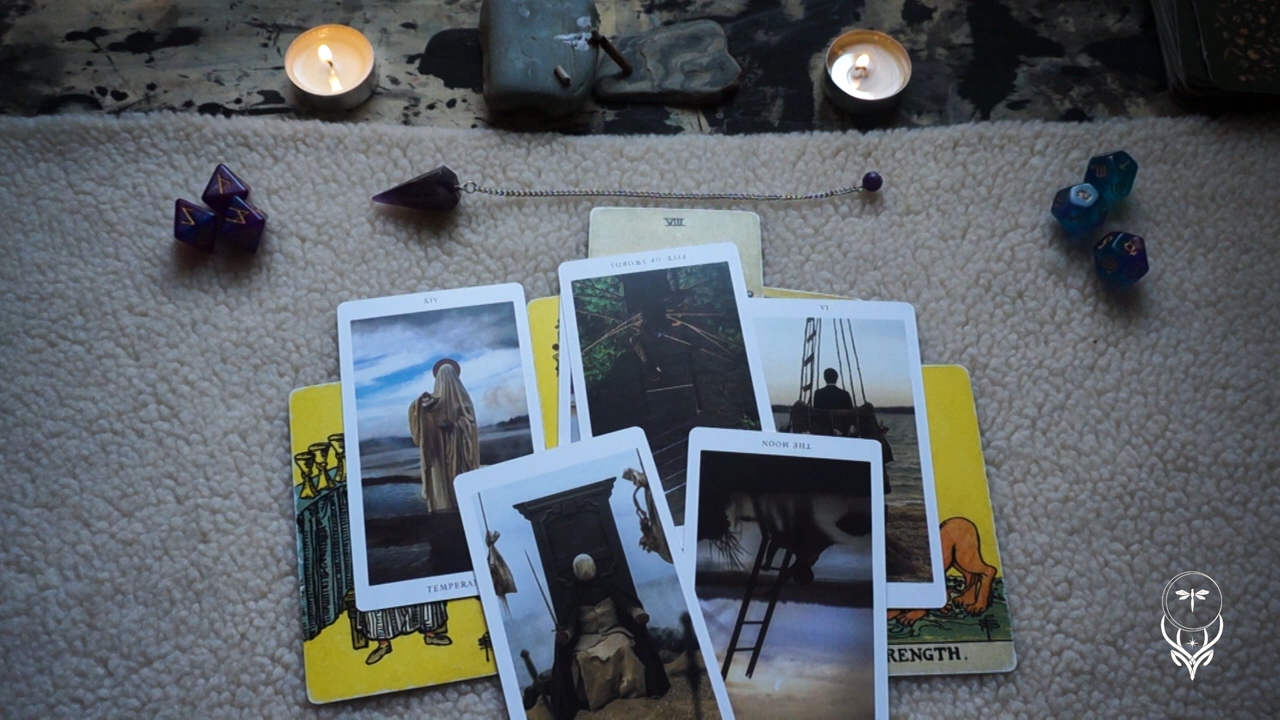 VIII
FIVE OF SWORDS
XIV
VI
THE MOON
TEMPERA
RENGTH.